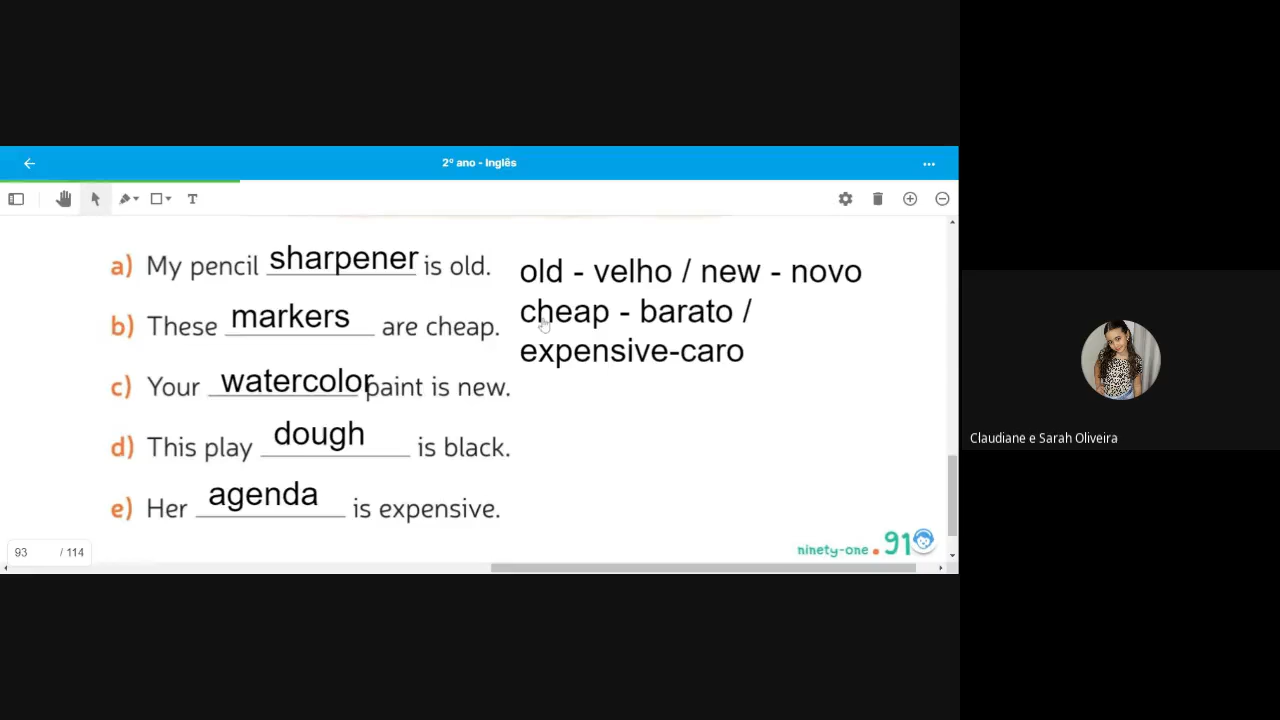 2º ano - Inglês
a) My pencil sharpener is old.
b) These markers are cheap.
c) Your watercolor paint is new.
d) This play dough is black.
e) Her agenda is expensive.
old - velho / new - novo
cheap - barato /
expensive-caro
93 / 114
ninety-one • 91
Claudiane e Sarah Oliveira